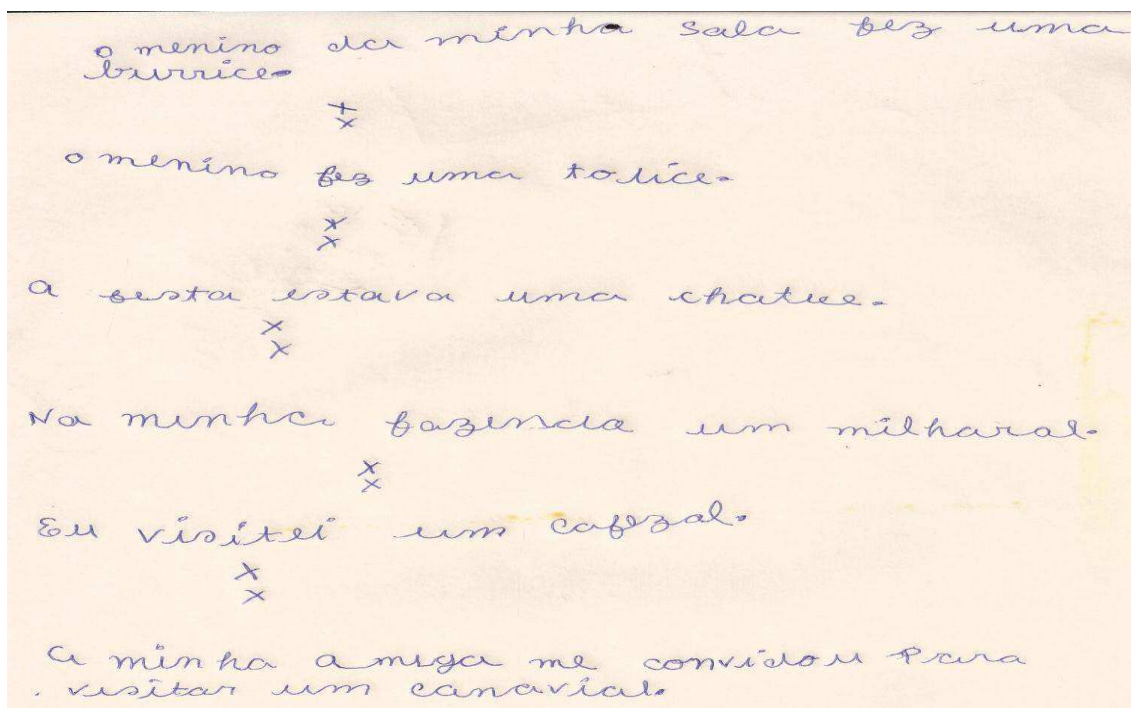 o menino da minha sala fez uma
burrice.
x
x
o menino fez uma tolice.
x
x
a festa estava uma chatice.
x
x
Na minha fazenda um milharal.
x
x
Eu visitei um cafezal.
x
x
a minha amiga me convidou para
visitar um canavial.